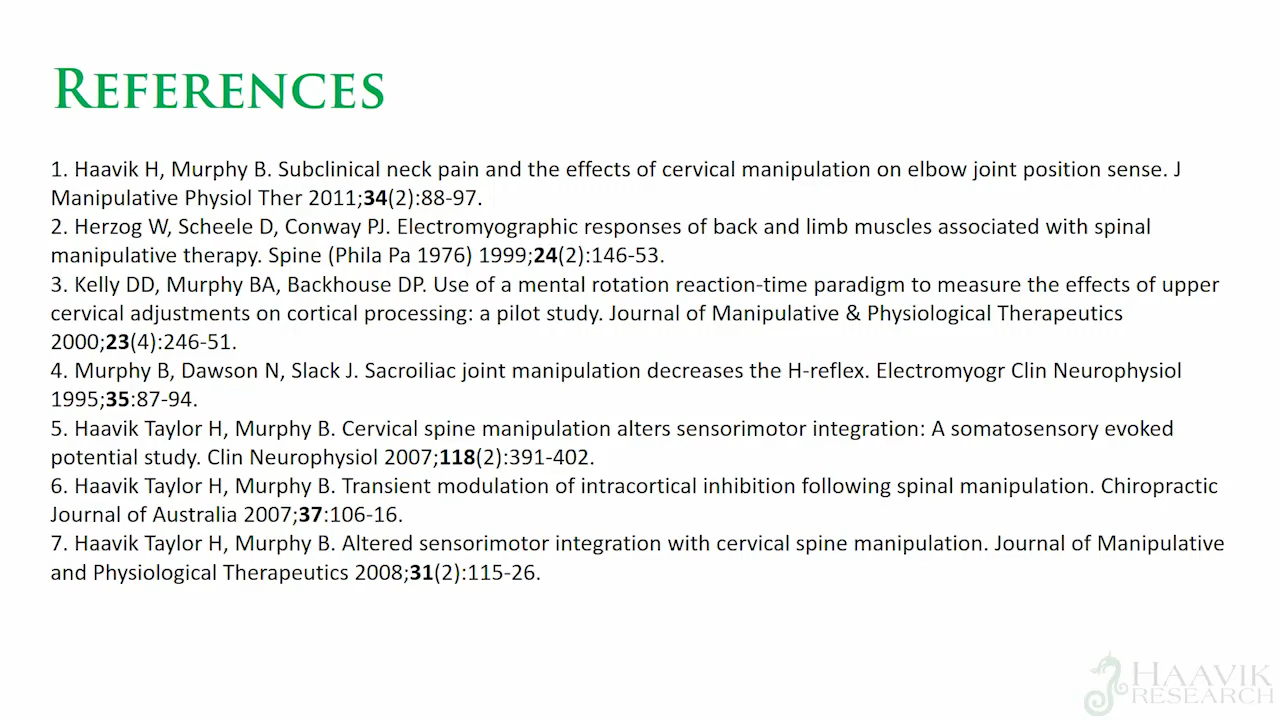 References
1. Haavik H, Murphy B. Subclinical neck pain and the effects of cervical manipulation on elbow joint position sense. J
Manipulative Physiol Ther 2011;34(2):88-97.
2. Herzog W, Scheele D, Conway PJ. Electromyographic responses of back and limb muscles associated with spinal
manipulative therapy. Spine (Phila Pa 1976) 1999;24(2):146-53.
3. Kelly DD, Murphy BA, Backhouse DP. Use of a mental rotation reaction-time paradigm to measure the effects of upper
cervical adjustments on cortical processing: a pilot study. Journal of Manipulative & Physiological Therapeutics
2000;23(4):246-51.
4. Murphy B, Dawson N, Slack J. Sacroiliac joint manipulation decreases the H-reflex. Electromyogr Clin Neurophysiol
1995;35:87-94.
5. Haavik Taylor H, Murphy B. Cervical spine manipulation alters sensorimotor integration: A somatosensory evoked
potential study. Clin Neurophysiol 2007;118(2):391-402.
6. Haavik Taylor H, Murphy B. Transient modulation of intracortical inhibition following spinal manipulation. Chiropractic
Journal of Australia 2007;37:106-16.
7. Haavik Taylor H, Murphy B. Altered sensorimotor integration with cervical spine manipulation. Journal of Manipulative
and Physiological Therapeutics 2008;31(2):115-26.
HAAVIK
RESEARCH